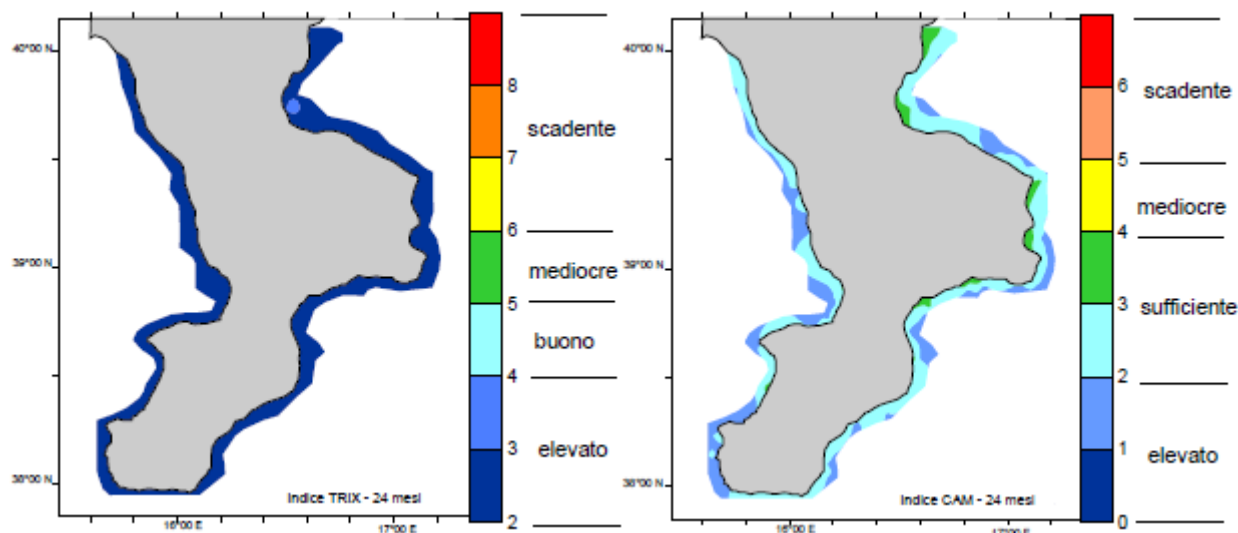 40°00 N
39°00 N
38°00 N
16°00 E
17°00 E
Indice TRIX - 24 mesi
8
7
6
5
4
3
2
scadente
mediocre
buono
elevato
40°00 N
39°00 N
38°00 N
16°00 E
17°00 E
Indice CAM - 24 mesi
6
5
4
3
2
1
0
scadente
mediocre
sufficiente
elevato